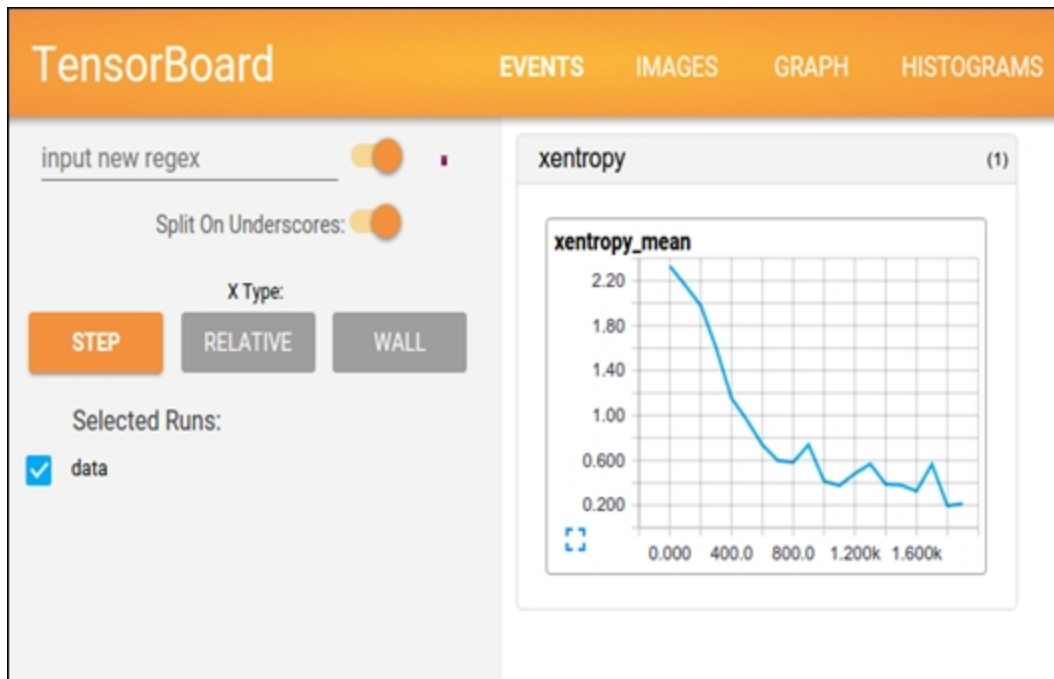 TensorBoard
EVENTS IMAGES GRAPH HISTOGRAMS
input new regex
Split On Underscores:
X Type:
STEP RELATIVE WALL
Selected Runs:
data
xentropy (1)
xentropy_mean
2.20
1.80
1.40
1.00
0.600
0.200
0.000 400.0 800.0 1.200k 1.600k